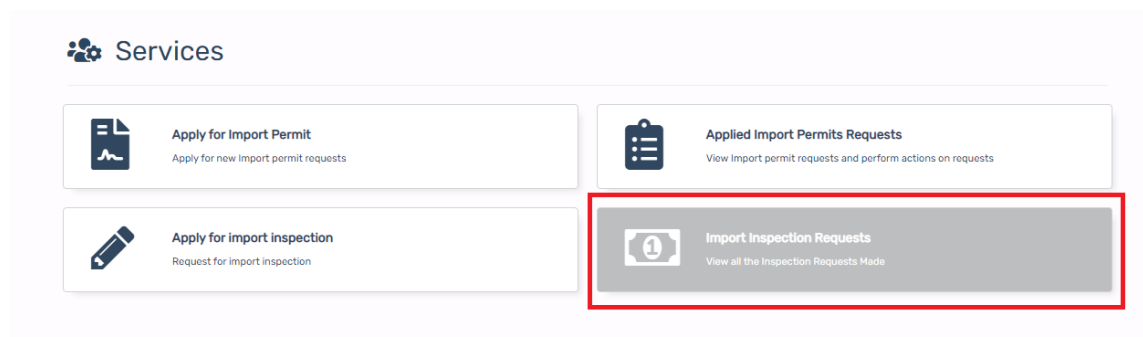 Services
Apply for Import Permit
Apply for new Import permit requests
Applied Import Permits Requests
View Import permit requests and perform actions on requests
Apply for import inspection
Request for import inspection
1
Import Inspection Requests
View all the Inspection Requests Made